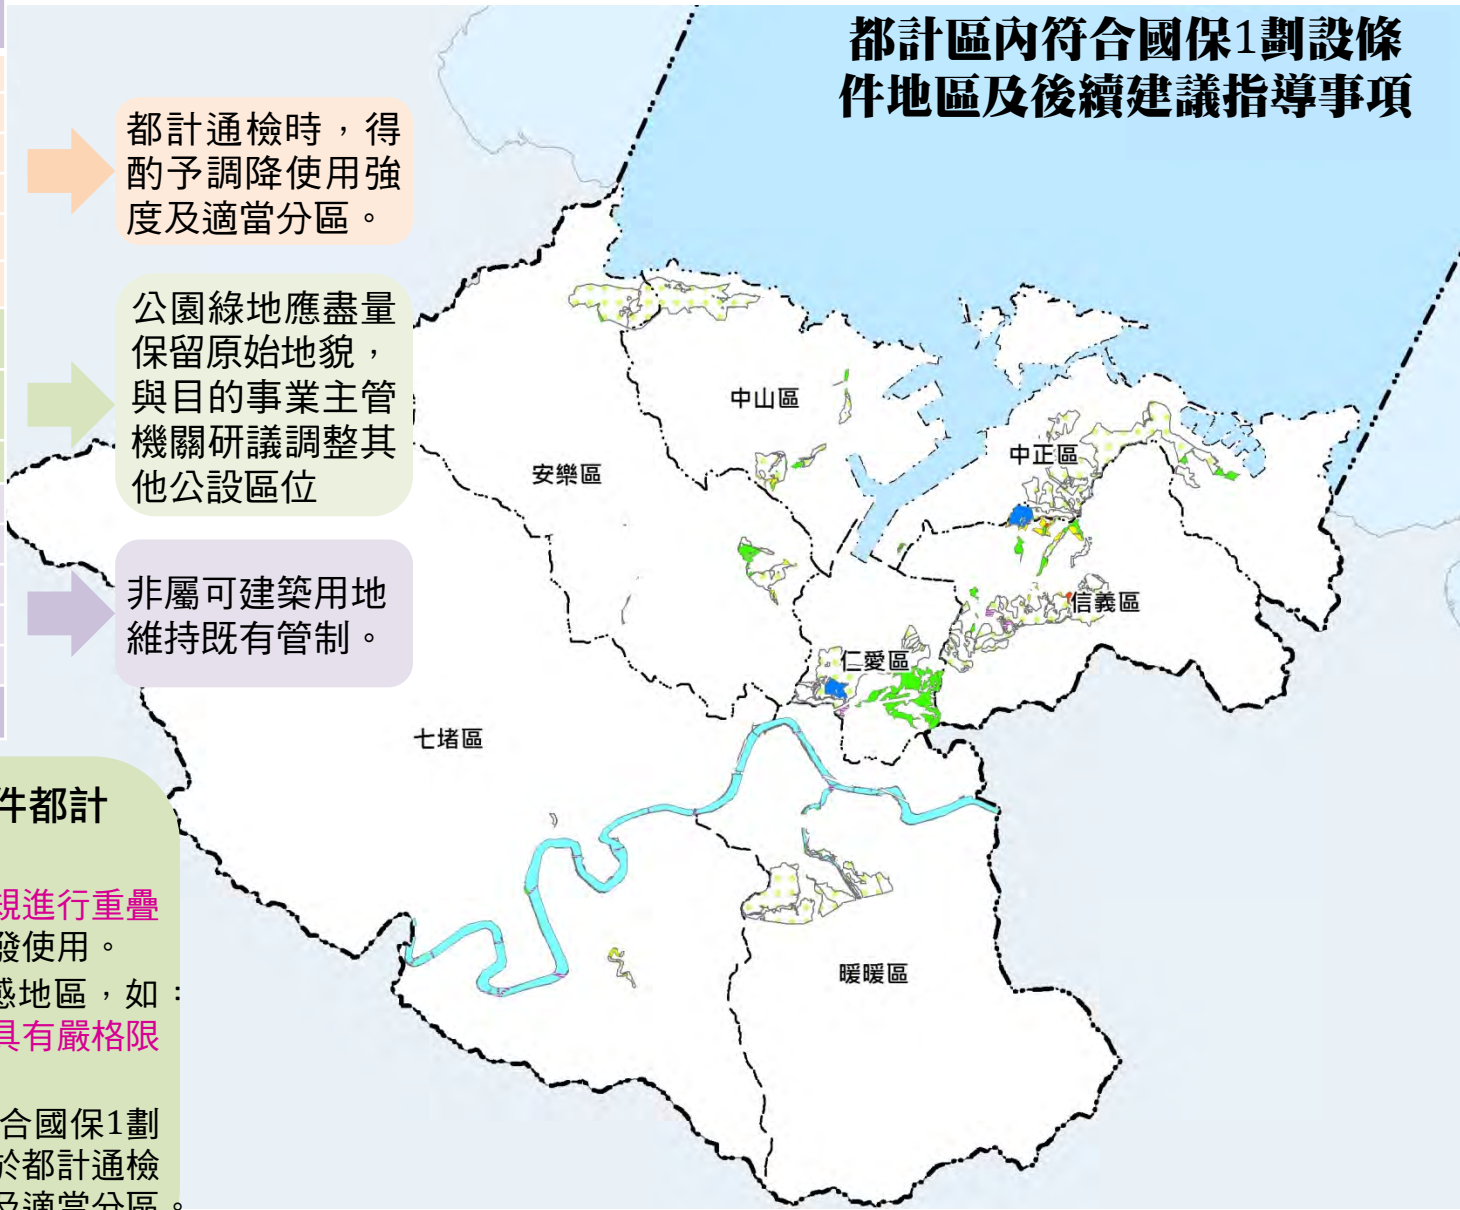 都計區內符合國保1劃設條
件地區及後續建議指導事項
都計通檢時，得
酌予調降使用強
度及適當分區。
公園綠地應盡量
保留原始地貌，
與目的事業主管
機關研議調整其
他公設區位
非屬可建築用地
維持既有管制。
中山區
安樂區
中正區
信義區
仁愛區
七堵區
暖暖區
件都計
規進行重疊
發使用。
感地區，如：
具有嚴格限
合國保1劃
於都計通檢
及適當分區。